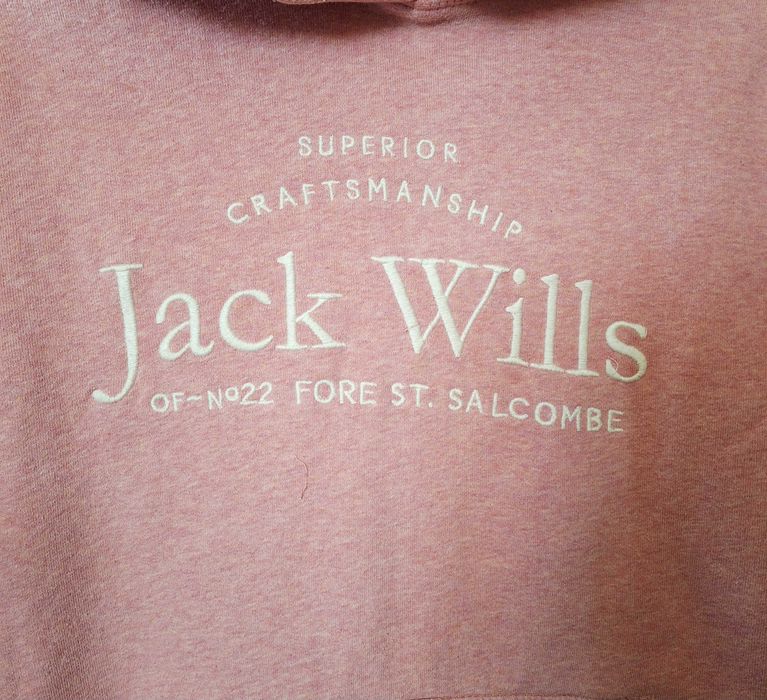 SUPERIOR
CRAFTSMANSHIP
Jack Wills
OF~Nº22 FORE ST. SALCOMBE